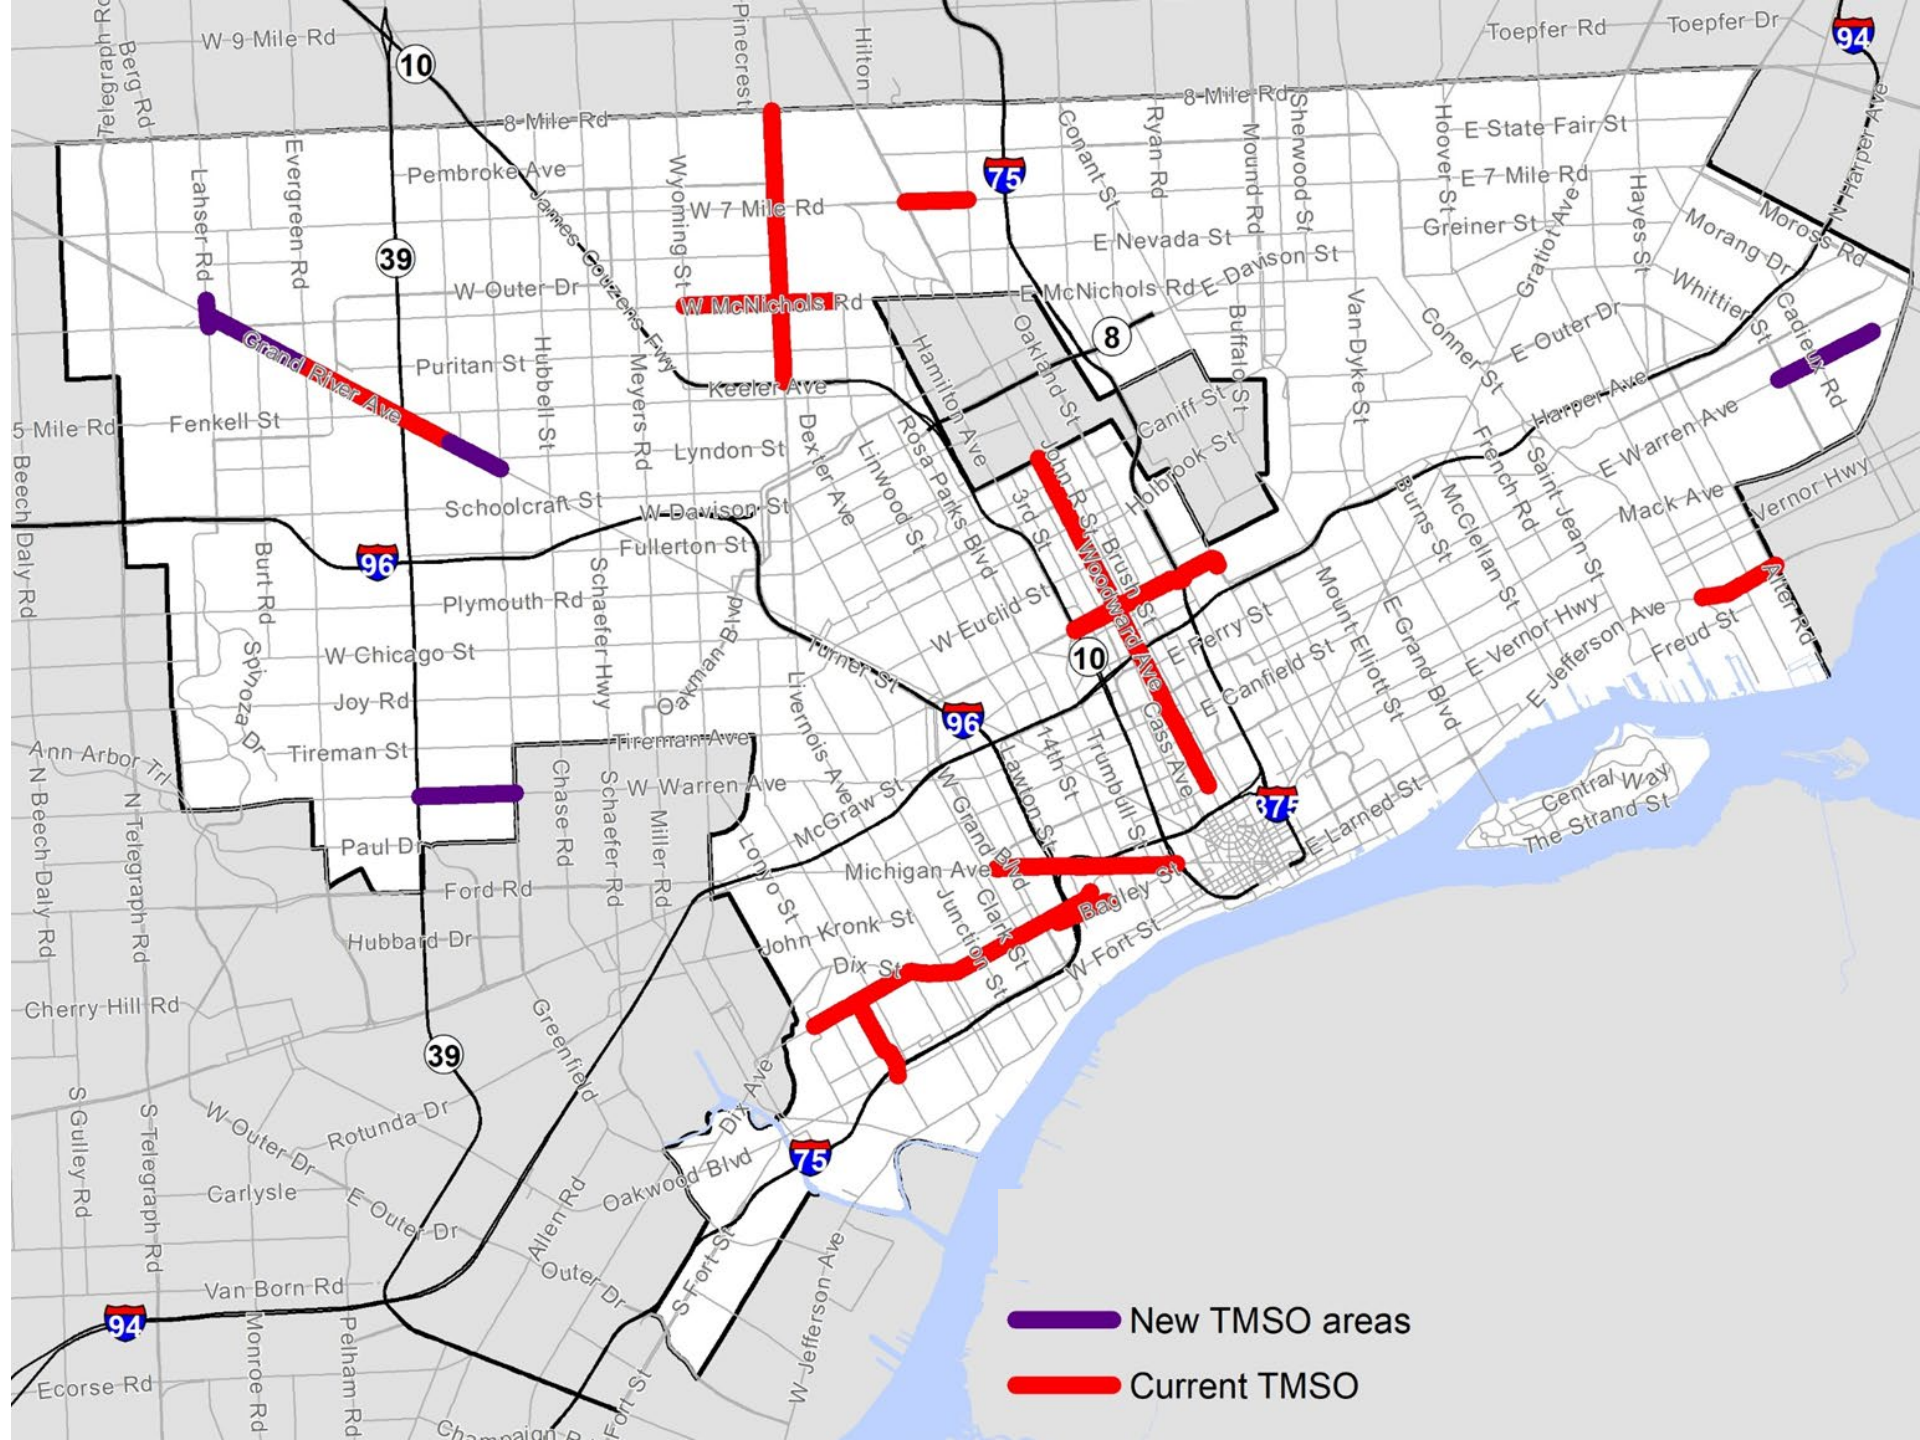 W 9 Mile Rd
Telegraph Rd
Berg Rd
10
Pinecrest
Hilton
Toepfer Rd
Toepfer Dr
94
8 Mile Rd
8 Mile Rd
N Harper Ave
Lahser Rd
Evergreen Rd
Pembroke Ave
James Couzens Fwy
Wyoming St
W 7 Mile Rd
75
Conant St
Ryan Rd
Mound Rd
Sherwood St
Hoover St
E State Fair St
E 7 Mile Rd
Greiner St
Gratiot Ave
Hayes St
Morang Dr
Moross Rd
39
W Outer Dr
W McNichols Rd
E Nevada St
E McNichols Rd
E Davison St
Whittier St
Cadieux Rd
Grand River Ave
Puritan St
Hubbell St
Meyers Rd
Keeler Ave
Hamilton Ave
Oakland St
8
Buffalo St
Van Dyke St
Conner St
E Outer Dr
Harper Ave
5 Mile Rd
Fenkell St
Lyndon St
Dexter Ave
Linwood St
Rosa Parks Blvd
John R St
Caniff St
Holbrook St
French Rd
Saint Jean St
E Warren Ave
Beech Daly Rd
Schoolcraft St
W Davison St
Fullerton St
3rd St
Brush St
Burns St
McClellan St
Mack Ave
Vernor Hwy
96
Burt Rd
Plymouth Rd
Schaefer Hwy
Oakman Blvd
W Euclid St
Woodward Ave
Ferry St
Mount Elliott St
E Grand Blvd
E Vernor Hwy
E Jefferson Ave
Freud St
Alter Rd
Spinoza Dr
W Chicago St
Joy Rd
Turner St
10
E
E
Canfield St
Livernois Ave
96
Cass Ave
Ann Arbor Trl
Tireman St
Tireman Ave
W Warren Ave
Lawton St
14th St
Trumbull St
375
E Larned St
Central Way
The Strand St
N Beech Daly Rd
N Telegraph Rd
Chase Rd
Schaefer Rd
Miller Rd
McGraw St
W Grand Blvd
Paul Dr
Lonyo St
Michigan Ave
Bagley St
Ford Rd
Hubbard Dr
John Kronk St
Junction St
Clark St
Dix St
W Fort St
Cherry Hill Rd
Greenfield
39
S Gulley Rd
S Telegraph Rd
W Outer Dr
Rotunda Dr
Dix Ave
75
Carlysle
E Outer Dr
Allen Rd
Oakwood Blvd
Outer Dr
S Fort St
W Jefferson Ave
Van Born Rd
94
Monroe Rd
Pelham Rd
Ecorse Rd
Fort St
New TMSO areas
Current TMSO